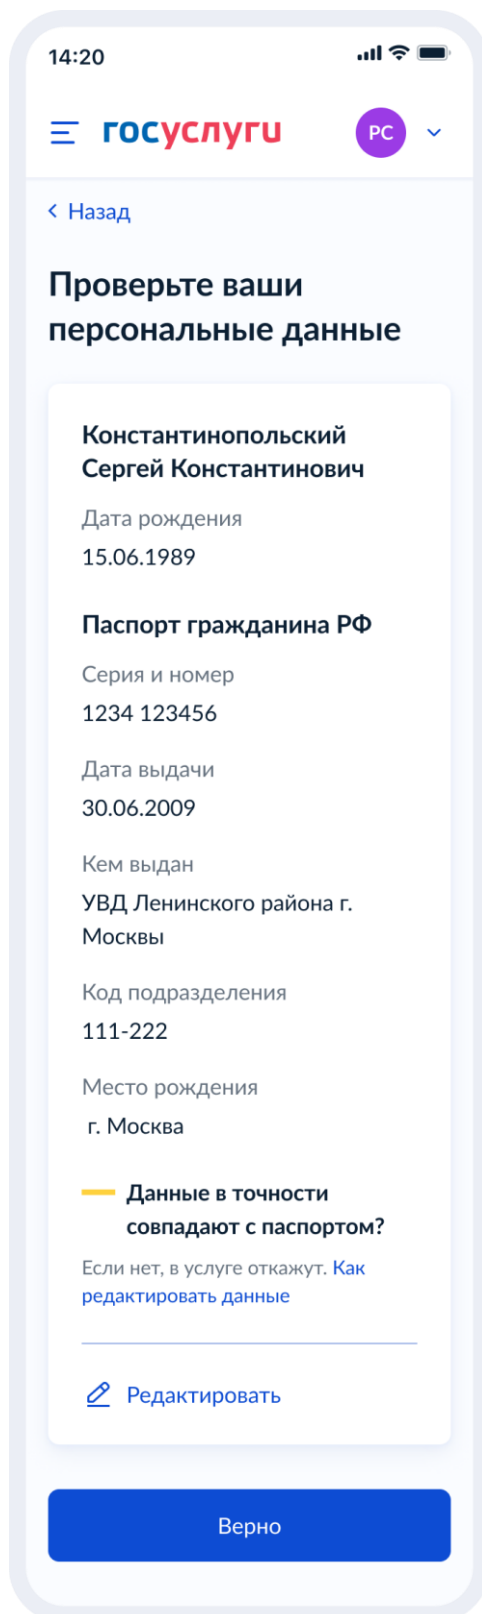 14:20
госуслуги
РС
Назад
Проверьте ваши
персональные данные
Константинопольский
Сергей Константинович
Дата рождения
15.06.1989
Паспорт гражданина РФ
Серия и номер
1234 123456
Дата выдачи
30.06.2009
Кем выдан
УВД Ленинского района г.
Москвы
Код подразделения
111-222
Место рождения
г. Москва
Данные в точности
совпадают с паспортом?
Если нет, в услуге откажут. Как
редактировать данные
Редактировать
Верно